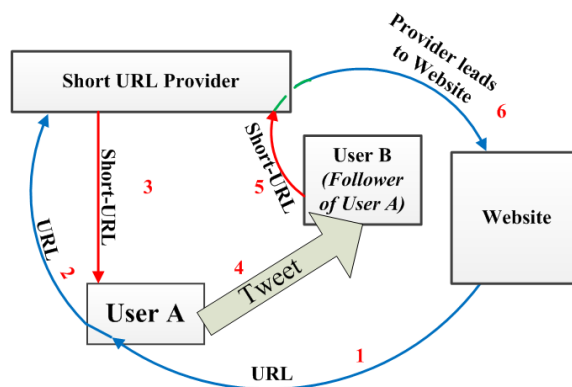 Short URL Provider
Provider leads
to Website
6
User B
(Follower
of User A)
Website
Short-URL
3
Short-URL
5
URL
2
4
Tweet
User A
URL
1